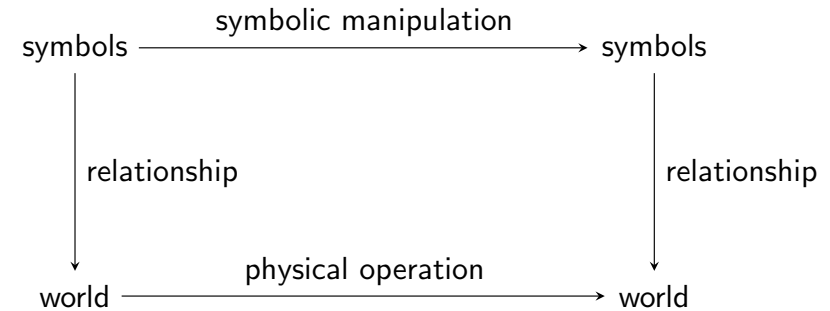 symbolic manipulation
symbols symbols
relationship relationship
physical operation
world world